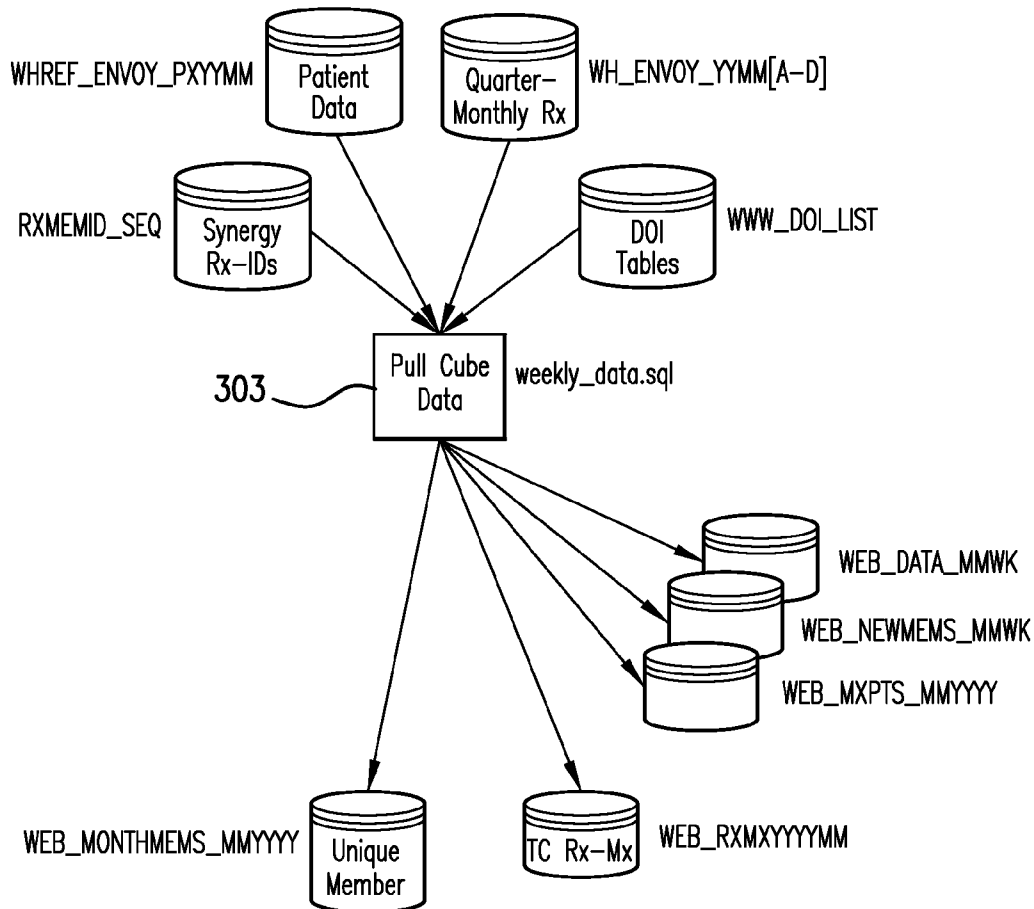 WHREF_ENVOY_PXYYMM
Patient
Data
Quarter-
Monthly Rx
WH_ENVOY_YYMM[A-D]
RXMEMID_SEQ
Synergy
Rx-IDs
DOI
Tables
WWW_DOI_LIST
303
Pull Cube
Data
weekly_data.sql
WEB_DATA_MMWK
WEB_NEWMEMS_MMWK
WEB_MXPTS_MMYYYY
WEB_MONTHMEMS_MMYYYY
Unique
Member
TC Rx-Mx
WEB_RXMXYYYYMM